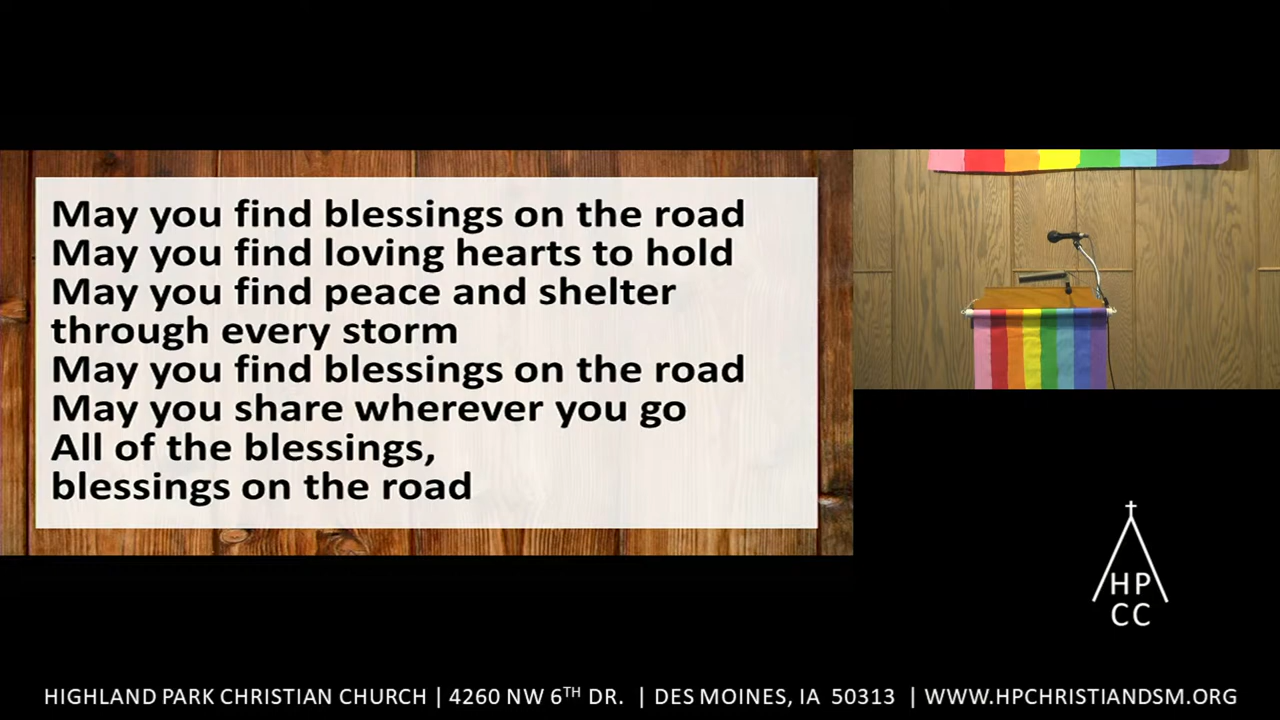 May you find blessings on the road
May you find loving hearts to hold
May you find peace and shelter
through every storm
May you find blessings on the road
May you share wherever you go
All of the blessings,
blessings on the road
HP
CC
HIGHLAND PARK CHRISTIAN CHURCH | 4260 NW 6TH DR. | DES MOINES, IA 50313 | WWW.HPCHRISTIANDSM.ORG